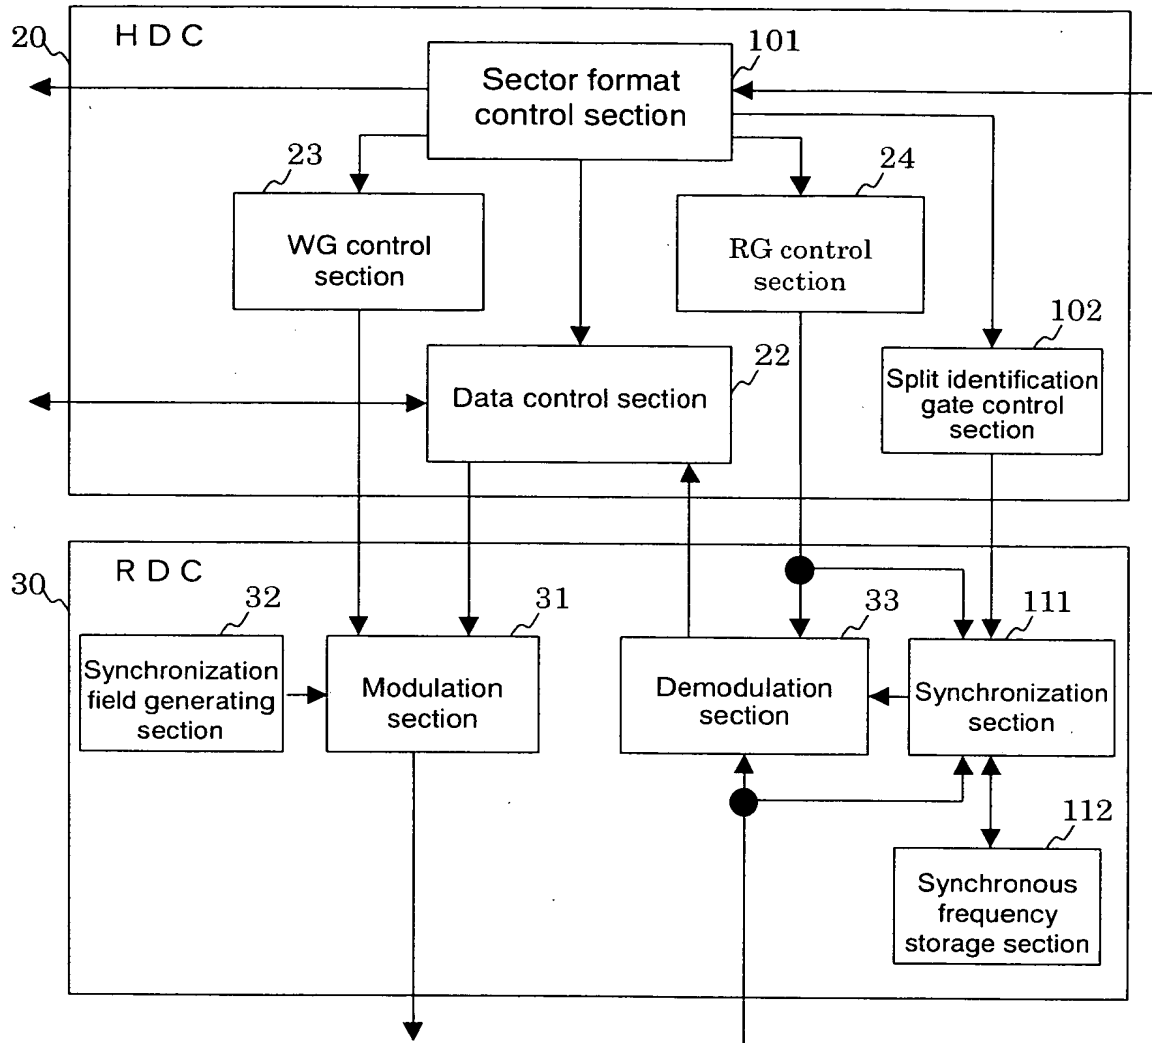 20
H D C
101
Sector format
control section
23
24
WG control
section
RG control
section
102
22
Data control section
Split identification
gate control
section
30
R D C
32
31
33
111
Synchronization
field generating
section
Modulation
section
Demodulation
section
Synchronization
section
112
Synchronous
frequency
storage section